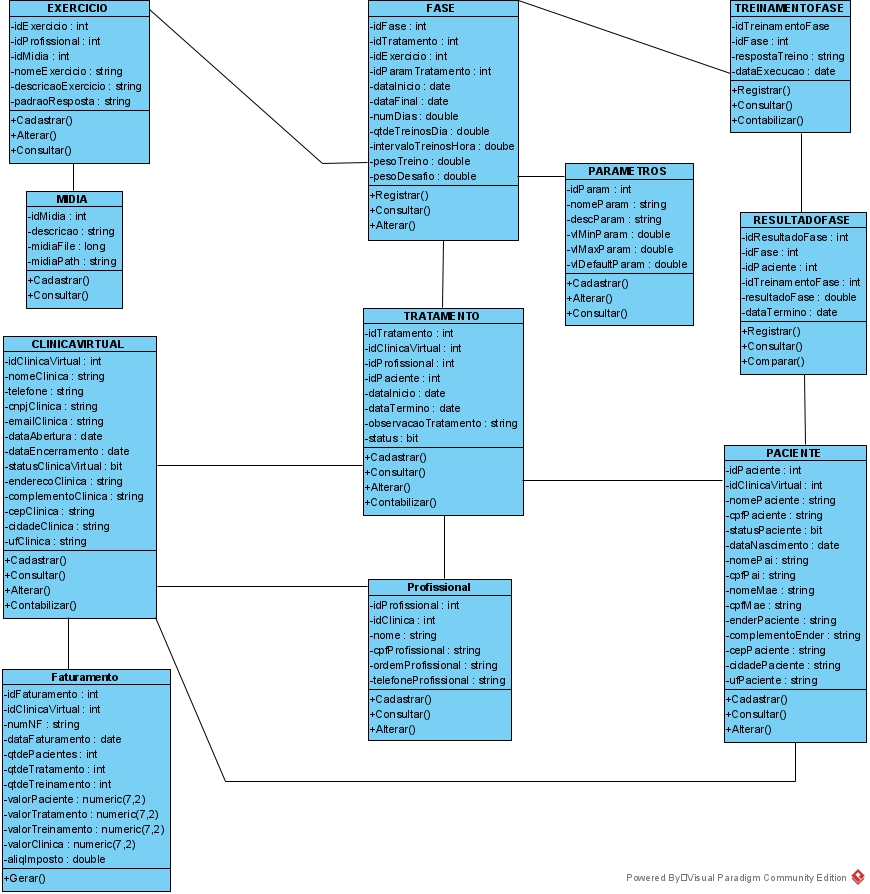 EXERCICIO
-idExercicio : int
-idProfissional : int
-idMidia : int
-nomeExercicio : string
-descricaoExercicio : string
-padraoResposta : string
+Cadastrar()
+Alterar()
+Consultar()
FASE
-idFase : int
-idTratamento : int
-idExercicio : int
-idParamTratamento : int
-dataInicio : date
-dataFinal : date
-numDias : double
-qtdeTreinosDia : double
-intervaloTreinosHora : doube
-pesoTreino : double
-pesoDesafio : double
+Registrar()
+Consultar()
+Alterar()
TREINAMENTOFASE
-idTreinamentoFase
-idFase : int
-respostaTreino : string
-dataExecucao : date
+Registrar()
+Consultar()
+Contabilizar()
MIDIA
-idMidia : int
-descricao : string
-midiaFile : long
-midiaPath : string
+Cadastrar()
+Consultar()
PARAMETROS
-idParam : int
-nomeParam : string
-descParam : string
-vlMinParam : double
-vlMaxParam : double
-vlDefaultParam : double
+Cadastrar()
+Alterar()
+Consultar()
RESULTADOFASE
-idResultadoFase : int
-idFase : int
-idPaciente : int
-idTreinamentoFase : int
-resultadoFase : double
-dataTermino : date
+Registrar()
+Consultar()
+Comparar()
CLINICAVIRTUAL
-idClinicaVirtual : int
-nomeClinica : string
-telefone : string
-cnpjClinica : string
-emailClinica : string
-dataAbertura : date
-dataEncerramento : date
-statusClinicaVirtual : bit
-enderecoClinica : string
-complementoClinica : string
-cepClinica : string
-cidadeClinica : string
-ufClinica : string
+Cadastrar()
+Consultar()
+Alterar()
+Contabilizar()
TRATAMENTO
-idTratamento : int
-idClinicaVirtual : int
-idProfissional : int
-idPaciente : int
-dataInicio : date
-dataTermino : date
-observacaoTratamento : string
-status : bit
+Cadastrar()
+Consultar()
+Alterar()
+Contabilizar()
PACIENTE
-idPaciente : int
-idClinicaVirtual : int
-nomePaciente : string
-cpfPaciente : string
-statusPaciente : bit
-dataNascimento : date
-nomePai : string
-cpfPai : string
-nomeMae : string
-cpfMae : string
-enderPaciente : string
-complementoEnder : string
-cepPaciente : string
-cidadePaciente : string
-ufPaciente : string
+Cadastrar()
+Consultar()
+Alterar()
Profissional
-idProfissional : int
-idClinica : int
-nome : string
-cpfProfissional : string
-ordemProfissional : string
-telefoneProfissional : string
+Cadastrar()
+Consultar()
+Alterar()
Faturamento
-idFaturamento : int
-idClinicaVirtual : int
-numNF : string
-dataFaturamento : date
-qtdePacientes : int
-qtdeTratamento : int
-qtdeTreinamento : int
-valorPaciente : numeric(7,2)
-valorTratamento : numeric(7,2)
-valorTreinamento : numeric(7,2)
-valorClinica : numeric(7,2)
-aliqImposto : double
+Gerar()
Powered By Visual Paradigm Community Edition